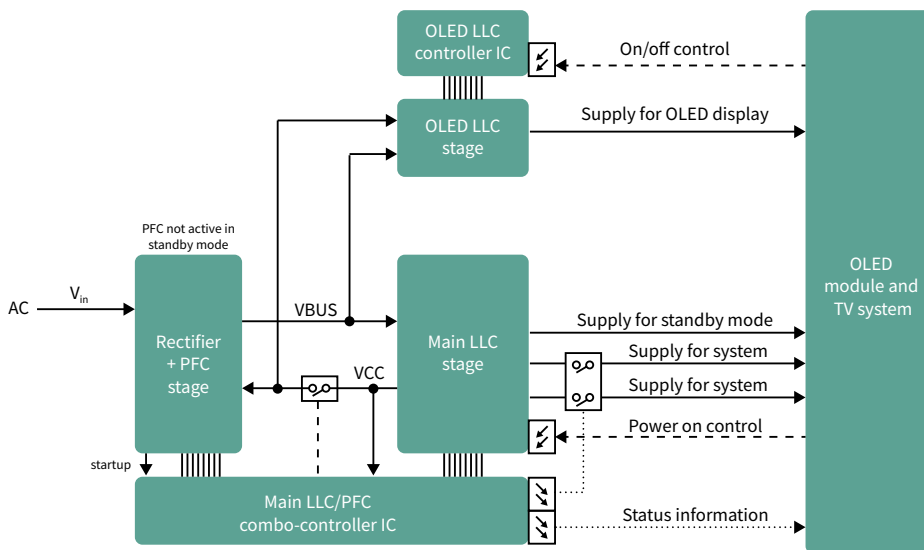 OLED LLC
controller IC
On/off control
OLED LLC
stage
Supply for OLED display
PFC not active in
standby mode
AC
Vin
Rectifier
+ PFC
stage
VBUS
VCC
Main LLC
stage
Supply for standby mode
Supply for system
Supply for system
Power on control
OLED
module and
TV system
startup
Main LLC/PFC
combo-controller IC
Status information